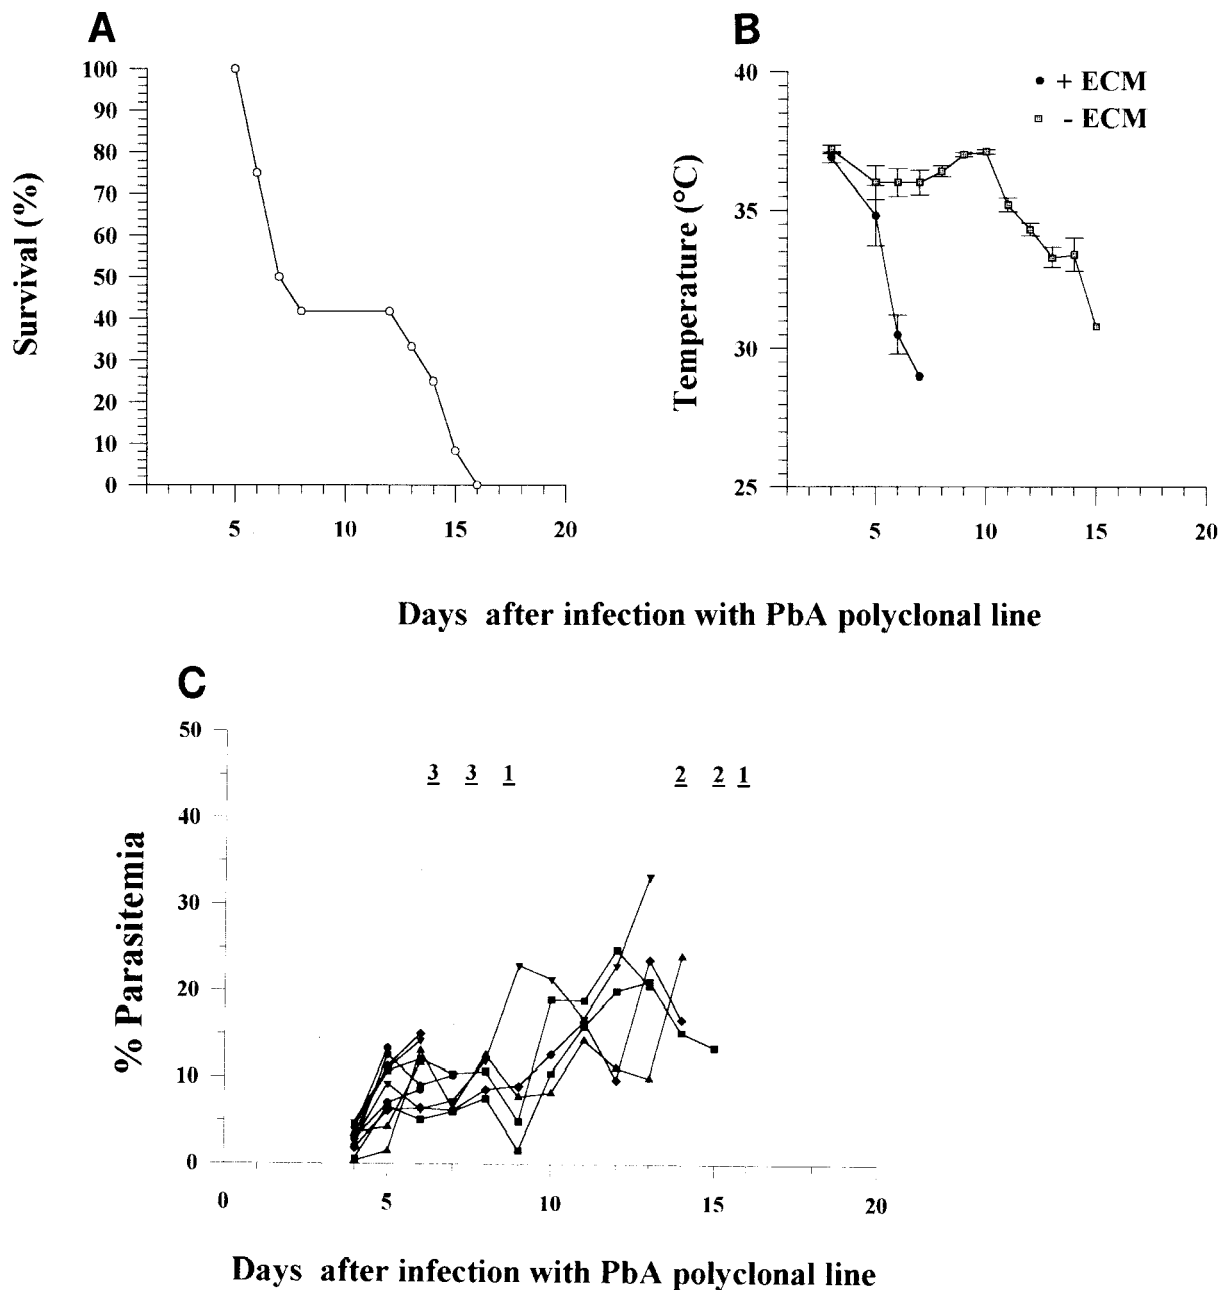 A
B
100
90
80
70
60
50
40
30
20
10
0
Survival (%)
5
10
15
20
40
35
30
25
Temperature (°C)
+ ECM
- ECM
5
10
15
20
Days after infection with PbA polyclonal line
C
50
40
30
20
10
0
% Parasitemia
3 3 1 2 2 1
0 5 10 15 20
Days after infection with PbA polyclonal line